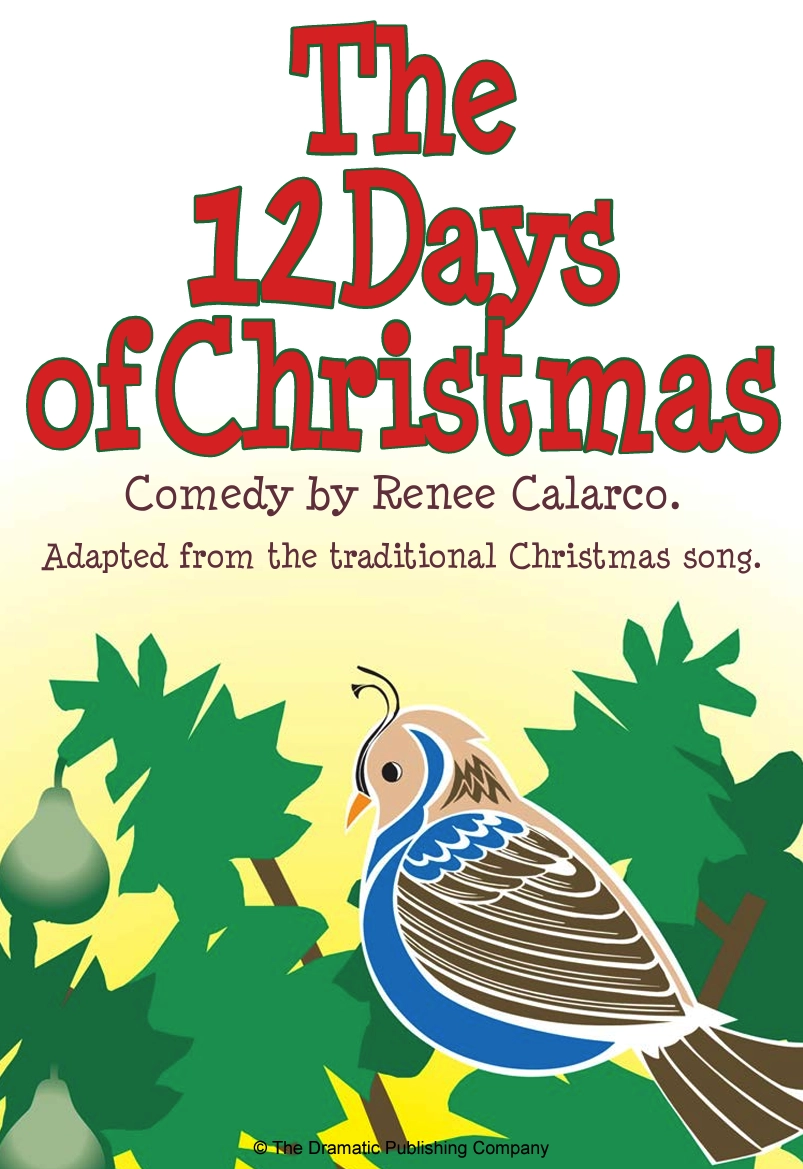 The
12 Days
of Christmas
Comedy by Renee Calarco.
Adapted from the traditional Christmas song.
© The Dramatic Publishing Company